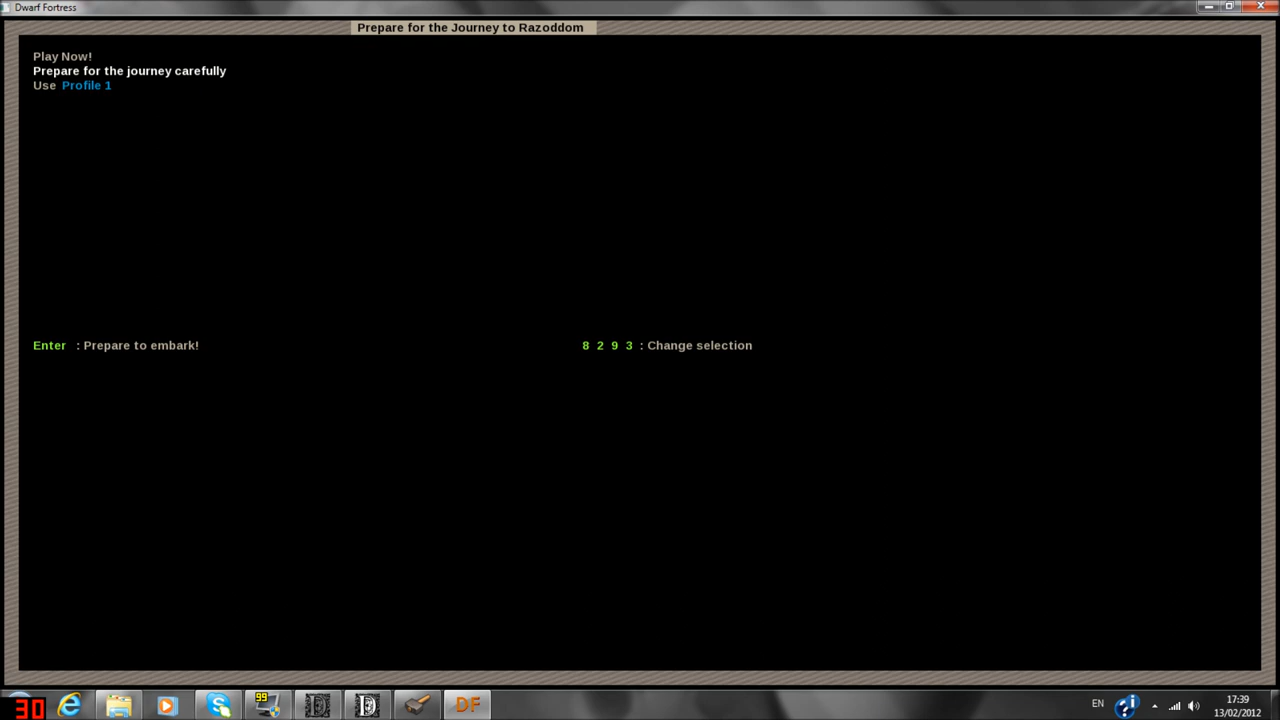 Dwarf Fortress
Prepare for the Journey to Razoddom
Play Now!
Prepare for the journey carefully
Use Profile 1
Enter : Prepare to embark!
8 2 9 3 : Change selection
30
99
DF
EN
17:39
13/02/2012